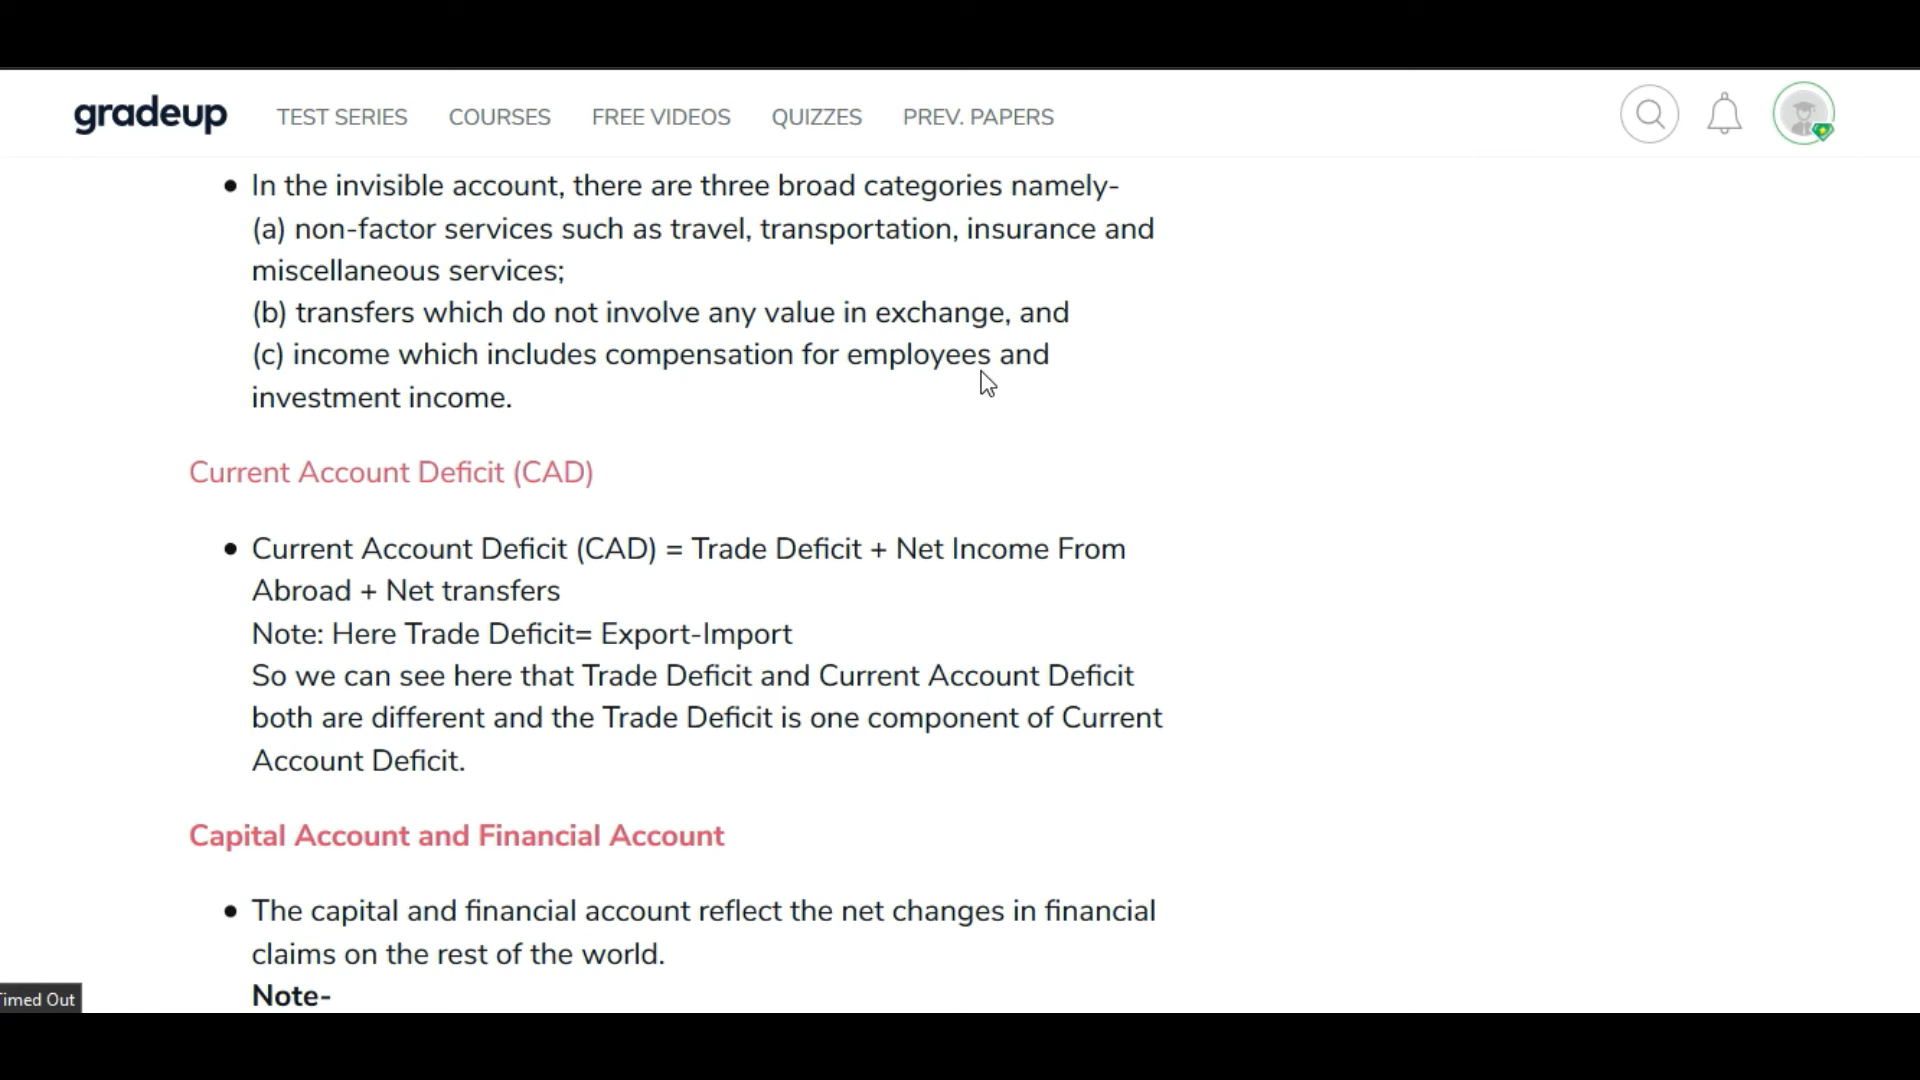 gradeup TEST SERIES COURSES FREE VIDEOS QUIZZES PREV. PAPERS
• In the invisible account, there are three broad categories namely-
(a) non-factor services such as travel, transportation, insurance and
miscellaneous services;
(b) transfers which do not involve any value in exchange, and
(c) income which includes compensation for employees and
investment income.
Current Account Deficit (CAD)
• Current Account Deficit (CAD) = Trade Deficit + Net Income From
Abroad + Net transfers
Note: Here Trade Deficit= Export-Import
So we can see here that Trade Deficit and Current Account Deficit
both are different and the Trade Deficit is one component of Current
Account Deficit.
Capital Account and Financial Account
• The capital and financial account reflect the net changes in financial
claims on the rest of the world.
Note-
Timed Out